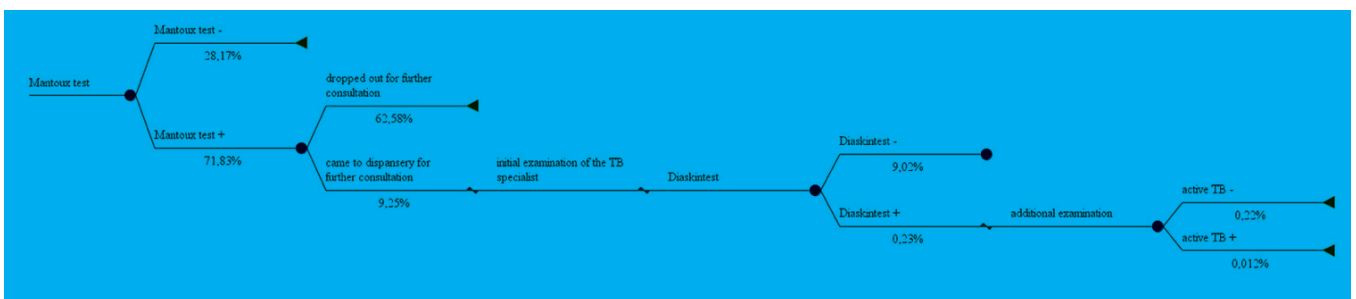 Mantoux test
Mantoux test -
28,17%
Mantoux test +
71,83%
dropped out for further
consultation
62,58%
came to dispansery for
further consultation
9,25%
initial examination of the TB
specialist
Diaskintest
Diaskintest -
9,02%
Diaskintest +
0,23%
additional examination
active TB -
0,22%
active TB +
0,012%